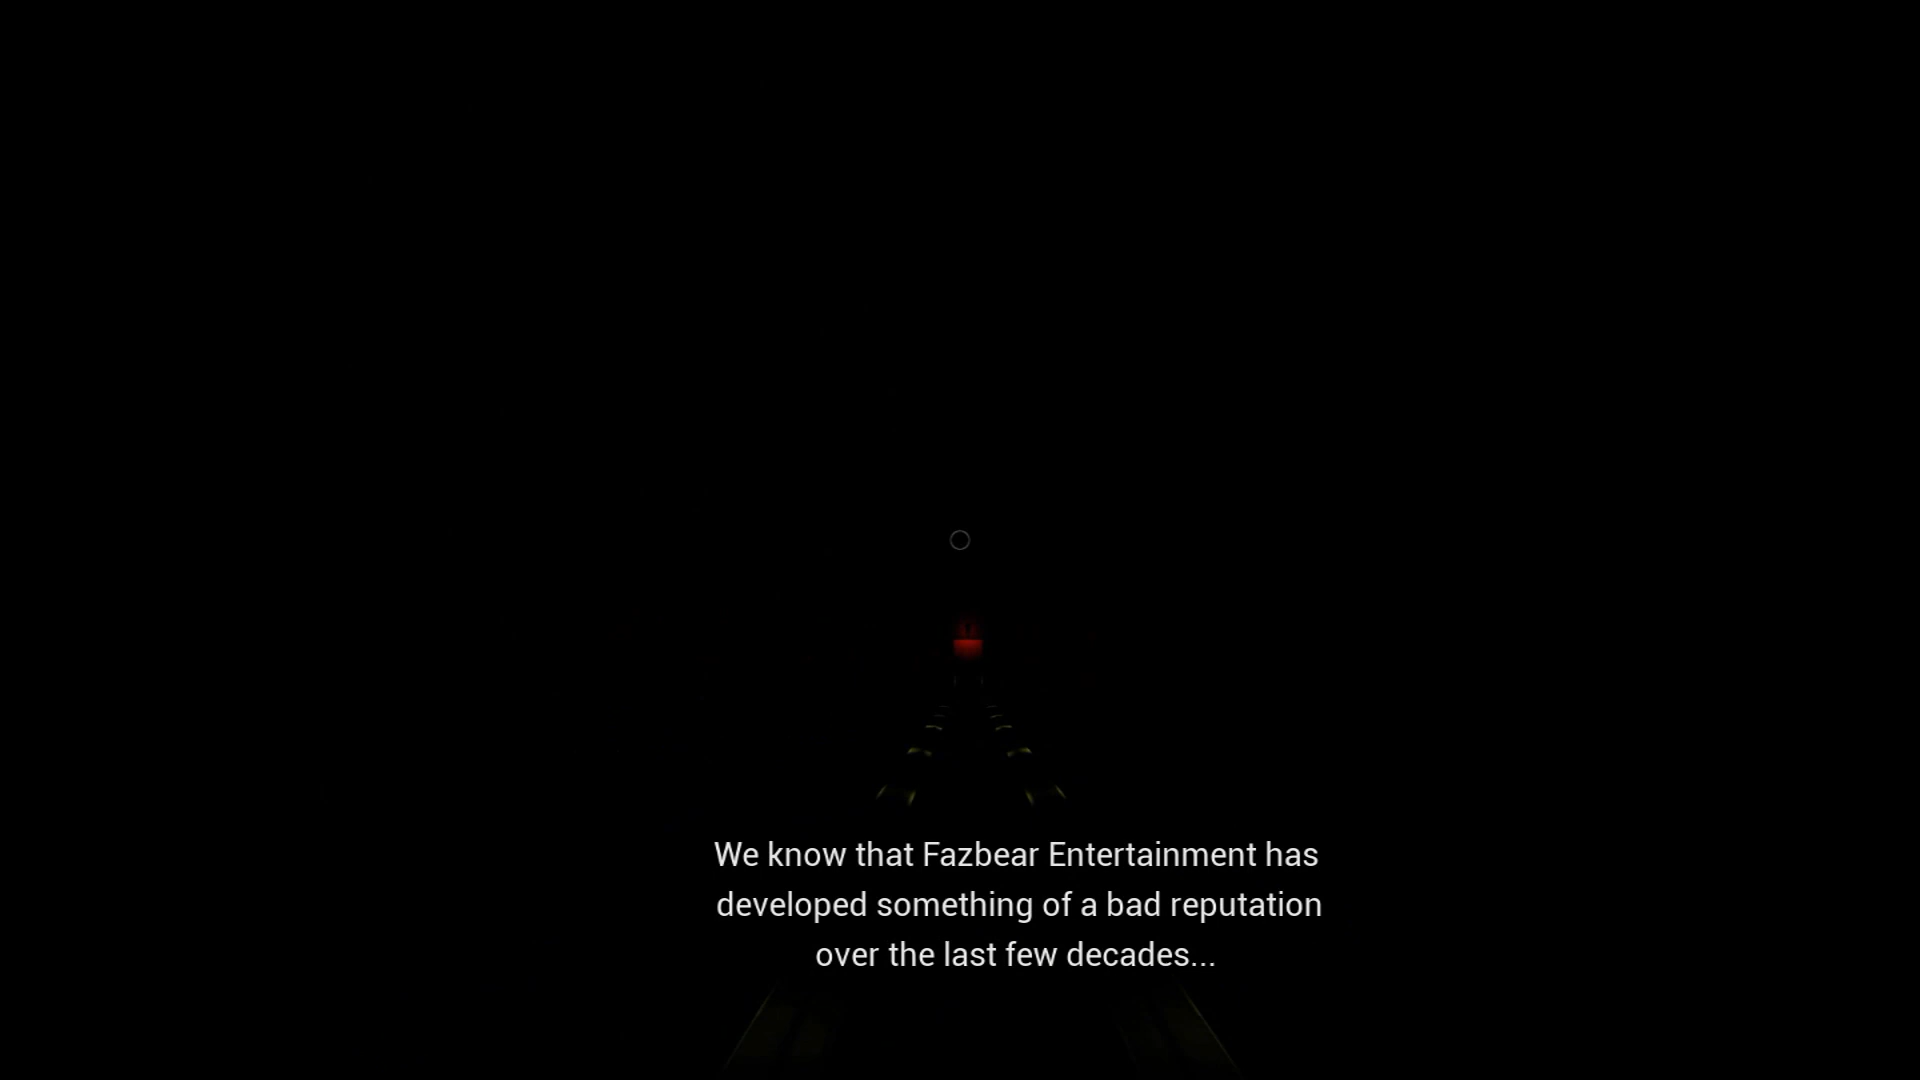 We know that Fazbear Entertainment has
developed something of a bad reputation
over the last few decades...